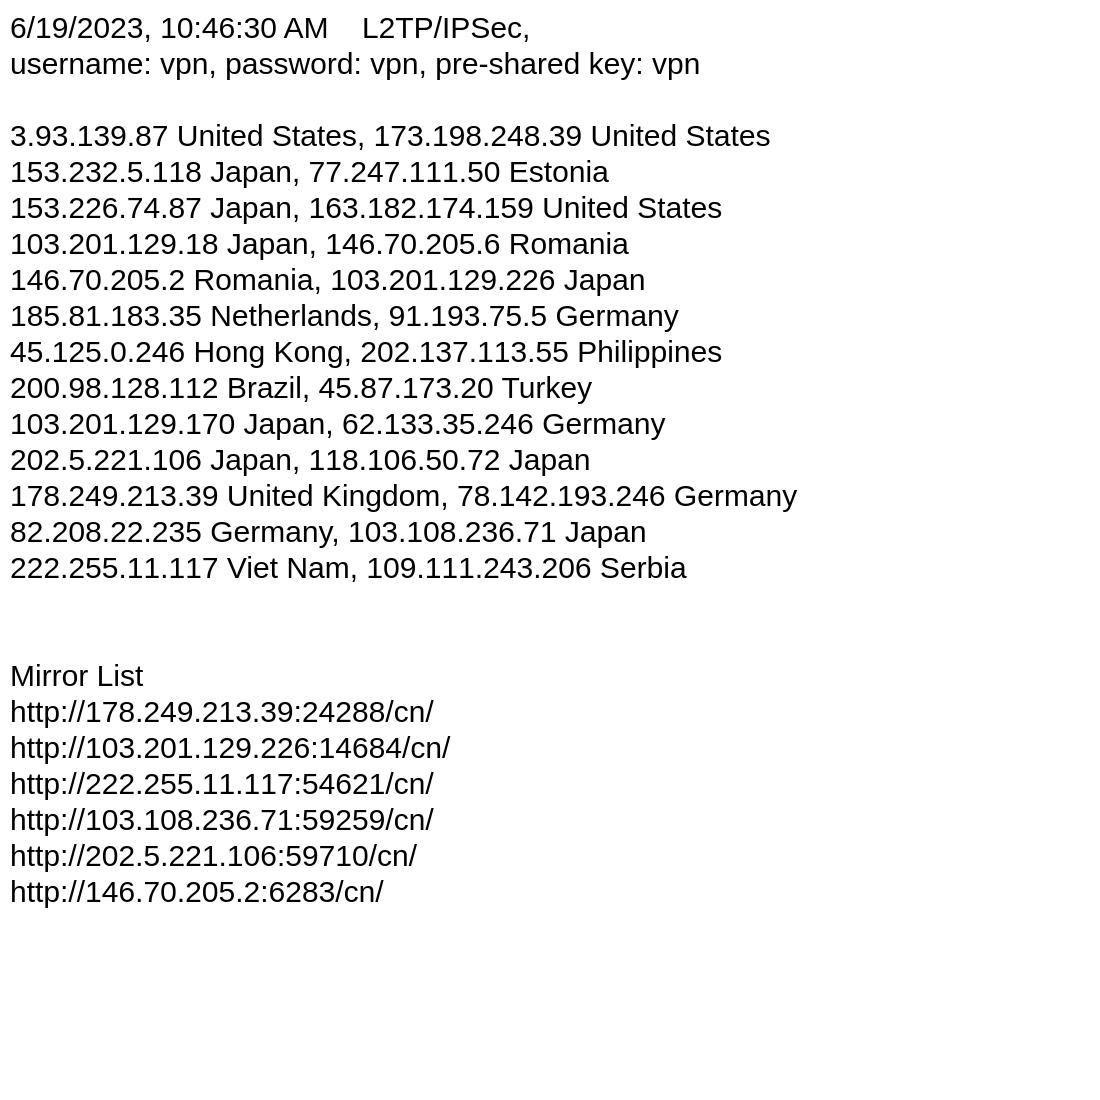 6/19/2023, 10:46:30 AM    L2TP/IPSec,
username: vpn, password: vpn, pre-shared key: vpn
3.93.139.87 United States, 173.198.248.39 United States
153.232.5.118 Japan, 77.247.111.50 Estonia
153.226.74.87 Japan, 163.182.174.159 United States
103.201.129.18 Japan, 146.70.205.6 Romania
146.70.205.2 Romania, 103.201.129.226 Japan
185.81.183.35 Netherlands, 91.193.75.5 Germany
45.125.0.246 Hong Kong, 202.137.113.55 Philippines
200.98.128.112 Brazil, 45.87.173.20 Turkey
103.201.129.170 Japan, 62.133.35.246 Germany
202.5.221.106 Japan, 118.106.50.72 Japan
178.249.213.39 United Kingdom, 78.142.193.246 Germany
82.208.22.235 Germany, 103.108.236.71 Japan
222.255.11.117 Viet Nam, 109.111.243.206 Serbia
Mirror List
http://178.249.213.39:24288/cn/
http://103.201.129.226:14684/cn/
http://222.255.11.117:54621/cn/
http://103.108.236.71:59259/cn/
http://202.5.221.106:59710/cn/
http://146.70.205.2:6283/cn/